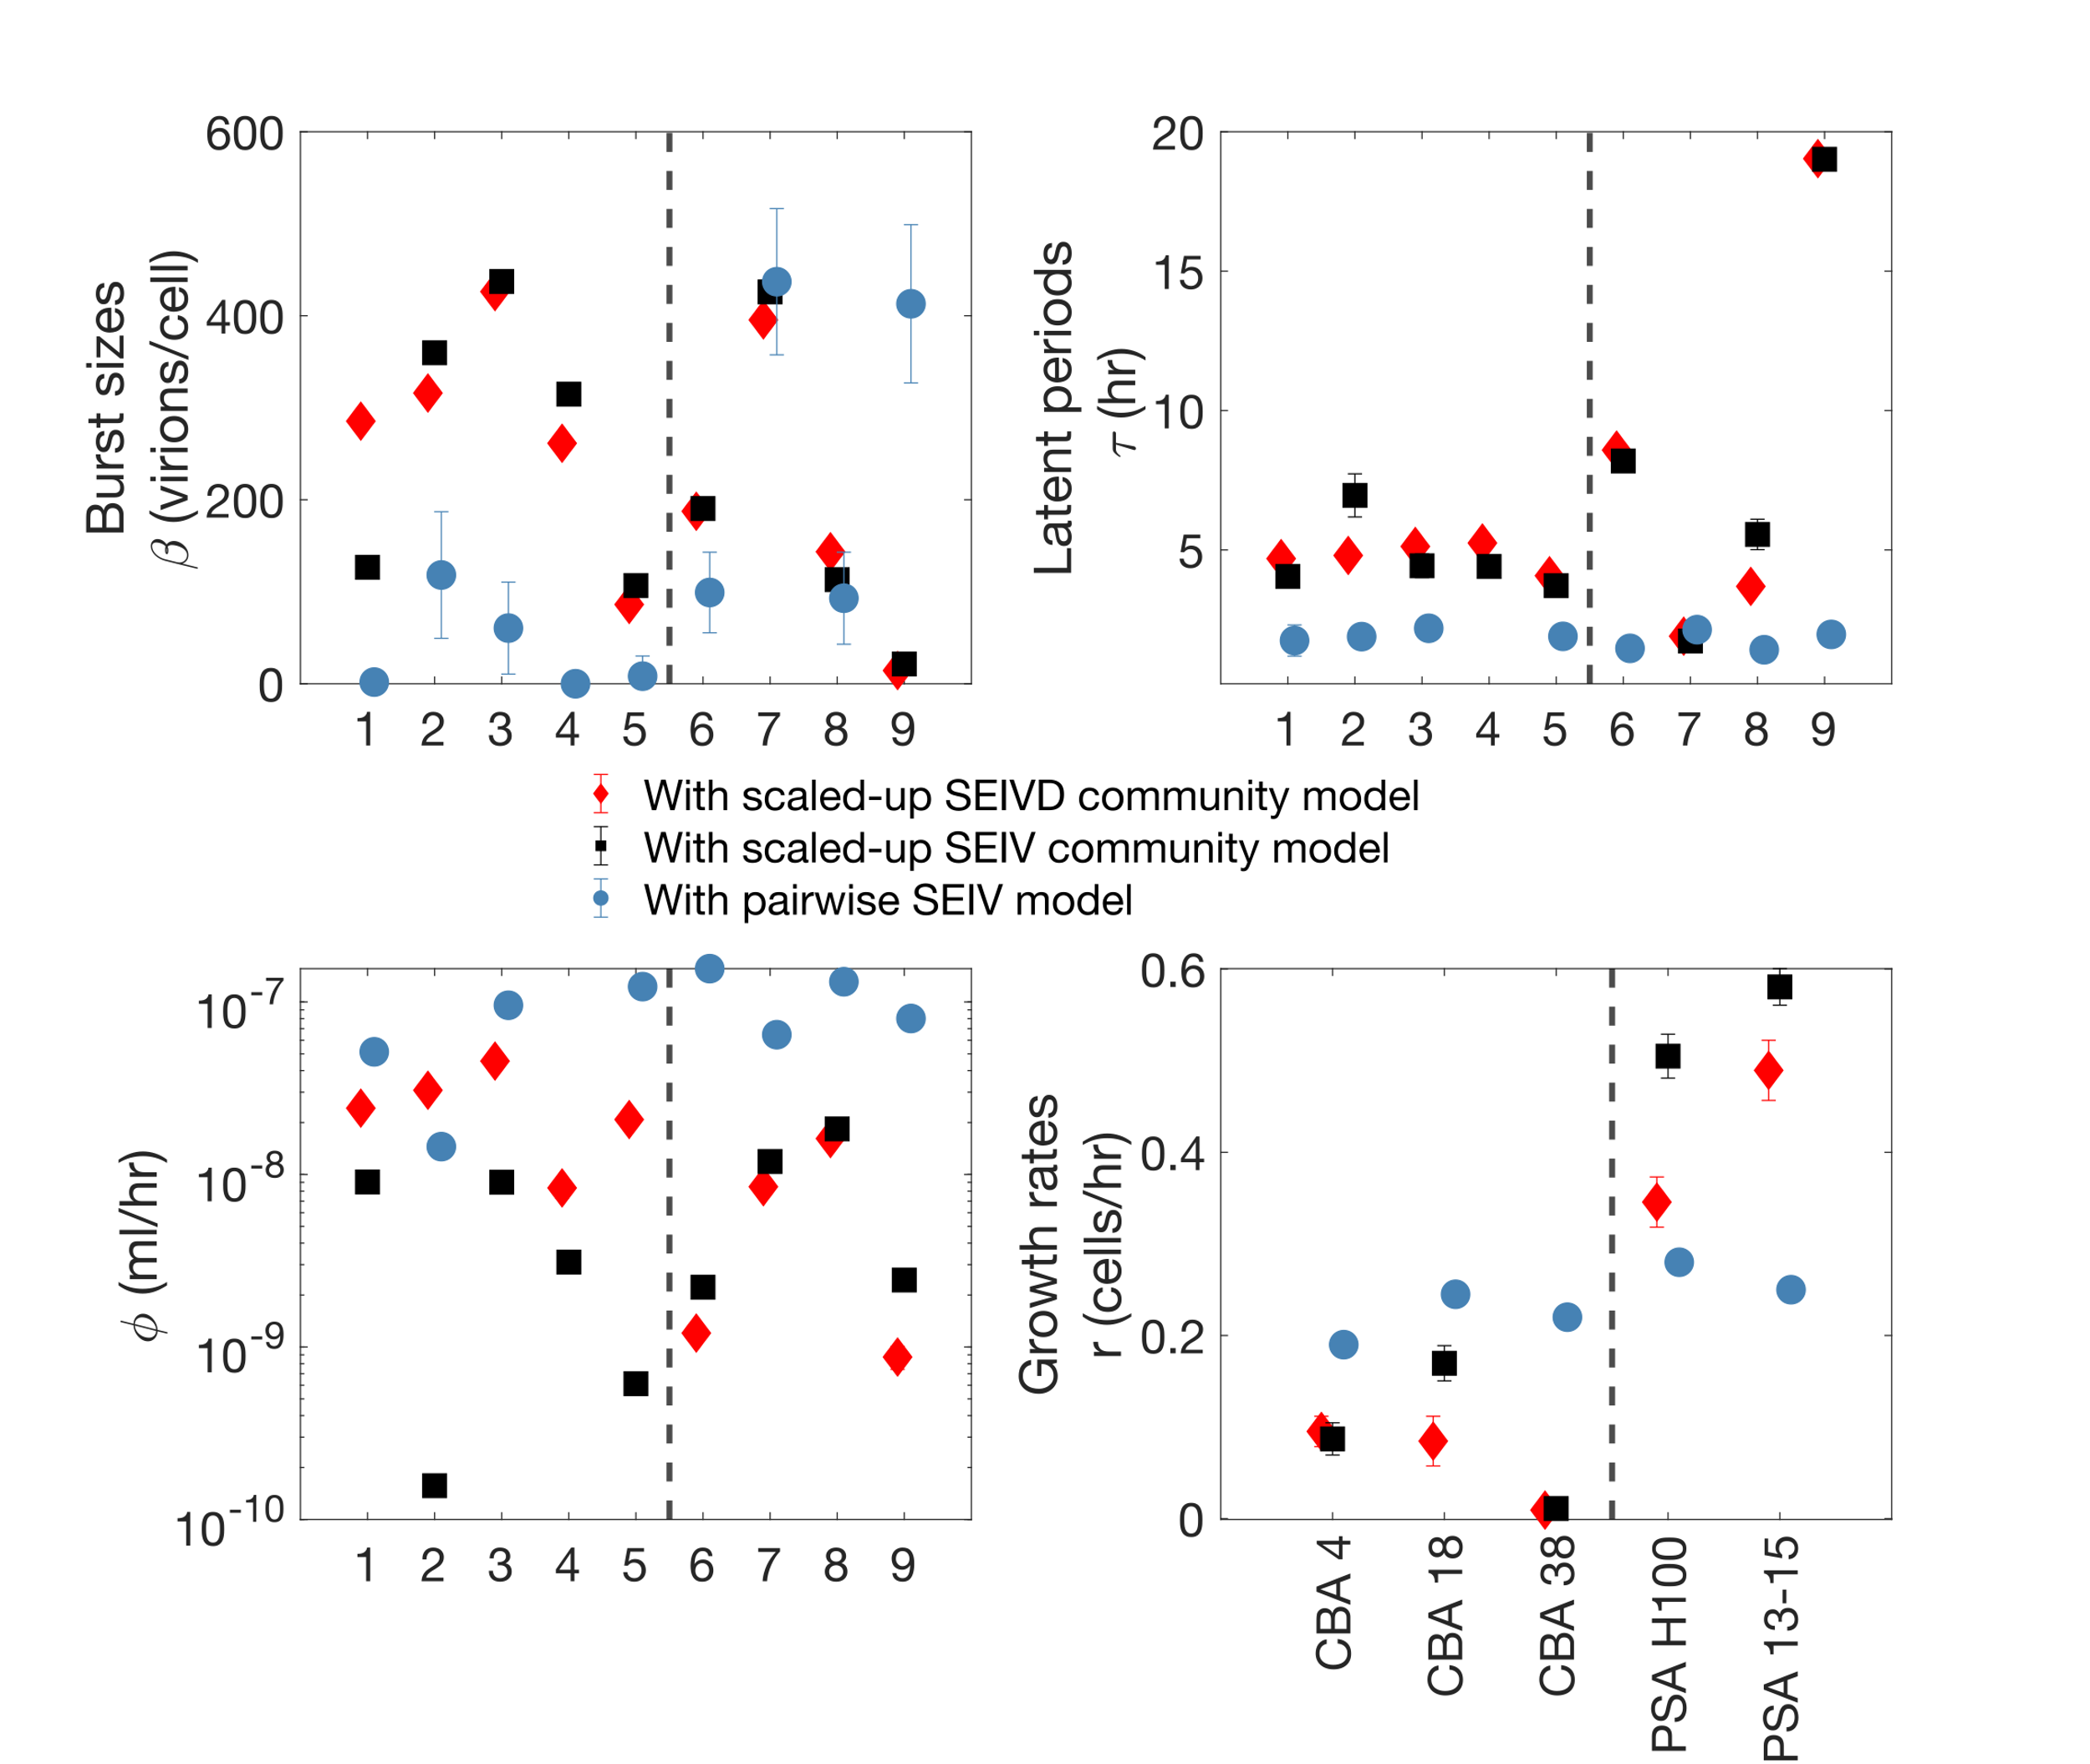 Burst sizes
β (virions/cell)
600
400
200
0
1 2 3 4 5 6 7 8 9
Latent periods
τ (hr)
20
15
10
5
1 2 3 4 5 6 7 8 9
With scaled-up SEIVD community model
With scaled-up SEIV community model
With pairwise SEIV model
ϕ (ml/hr)
10⁻⁷
10⁻⁸
10⁻⁹
10⁻¹⁰
1 2 3 4 5 6 7 8 9
Growth rates
r (cells/hr)
0.6
0.4
0.2
0
CBA 4
CBA 18
CBA 38
PSA H100
PSA 13-15